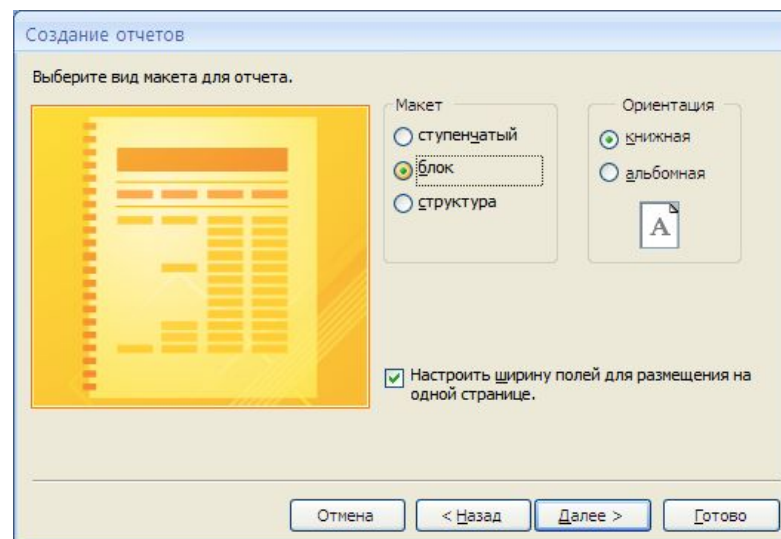 Создание отчетов
Выберите вид макета для отчета.
Макет
ступенчатый
блок
структура
Ориентация
книжная
альбомная
A
Настроить ширину полей для размещения на
одной странице.
Отмена
< Назад
Далее >
Готово